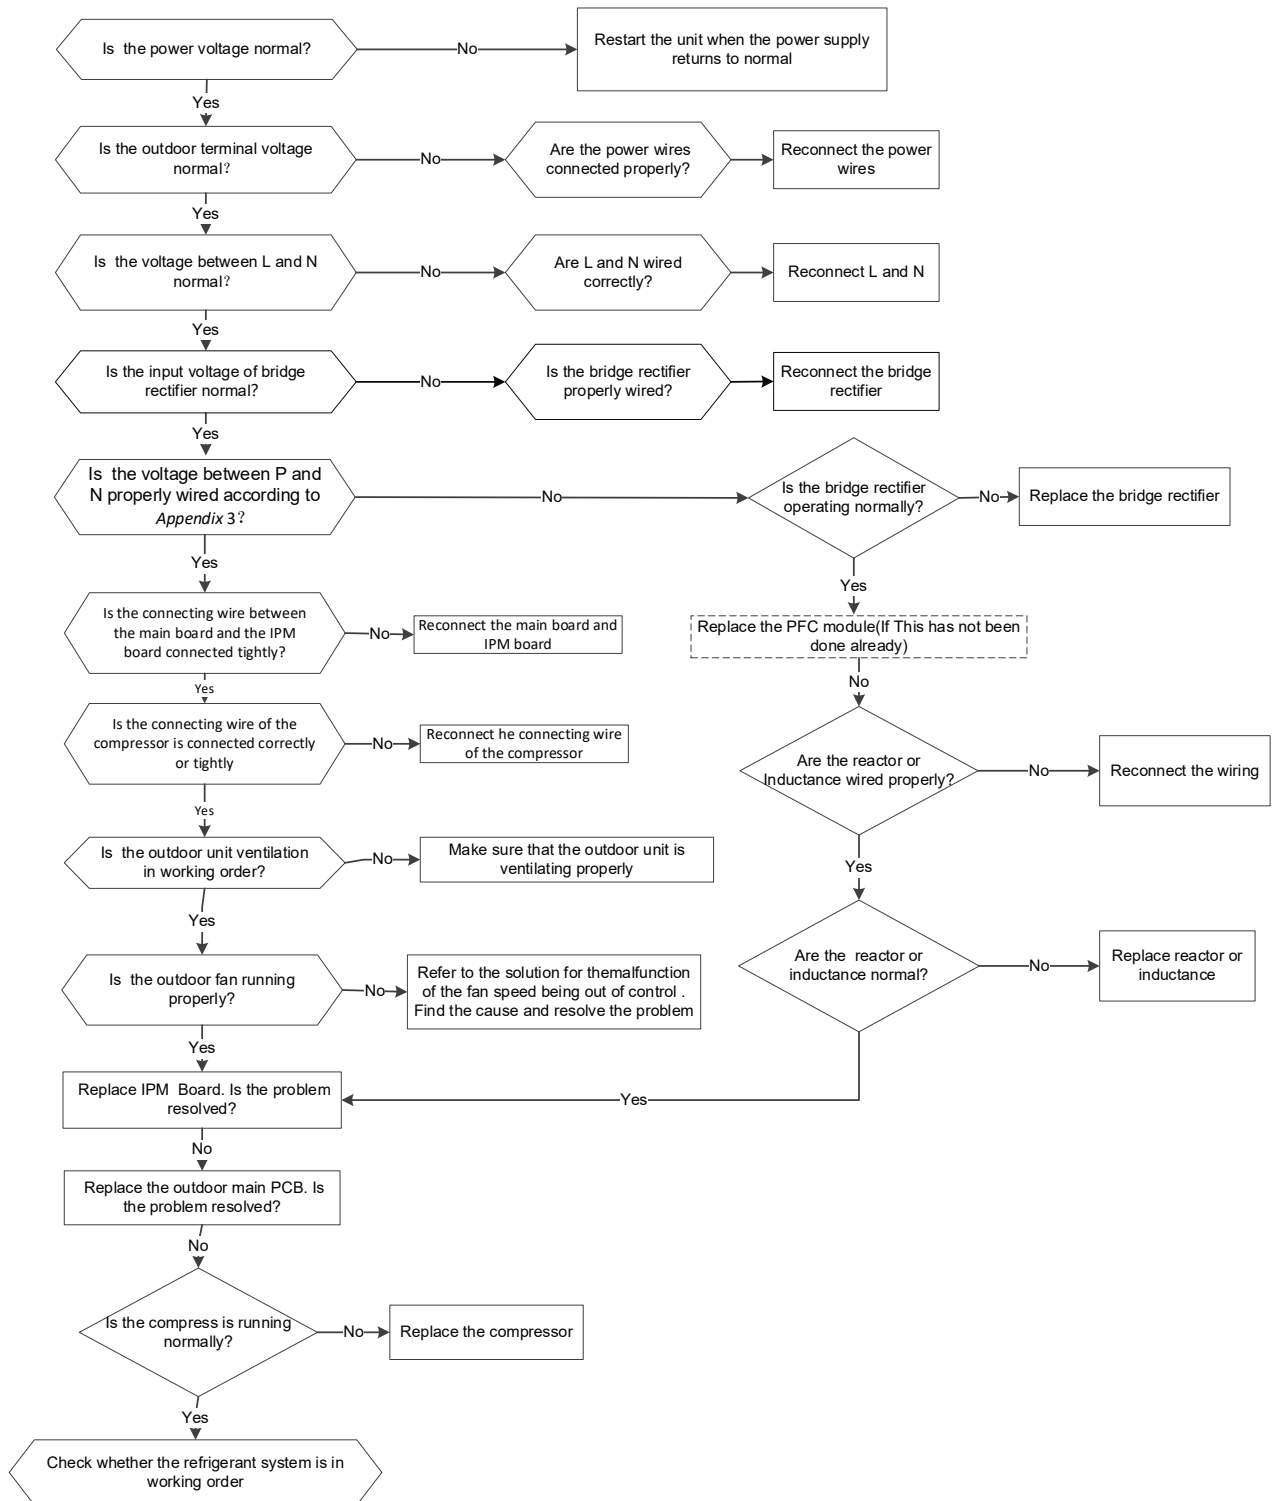 Is the power voltage normal?
No
Restart the unit when the power supply
returns to normal
Yes
Is the outdoor terminal voltage
normal？
No
Are the power wires
connected properly?
Reconnect the power
wires
Yes
Is the voltage between L and N
normal？
No
Are L and N wired
correctly?
Reconnect L and N
Yes
Is the input voltage of bridge
rectifier normal?
No
Is the bridge rectifier
properly wired?
Reconnect the bridge
rectifier
Yes
Is the voltage between P and
N properly wired according to
Appendix 3？
No
Is the bridge rectifier
operating normally?
No
Replace the bridge rectifier
Yes
Yes
Is the connecting wire between
the main board and the IPM
board connected tightly?
No
Reconnect the main board and
IPM board
Replace the PFC module(If This has not been
done already)
No
Yes
Is the connecting wire of the
compressor is connected correctly
or tightly
No
Reconnect he connecting wire
of the compressor
Are the reactor or
Inductance wired properly?
No
Reconnect the wiring
Yes
Yes
Is the outdoor unit ventilation
in working order?
No
Make sure that the outdoor unit is
ventilating properly
Yes
Are the reactor or
inductance normal?
No
Replace reactor or
inductance
Is the outdoor fan running
properly?
No
Refer to the solution for themalfunction
of the fan speed being out of control .
Find the cause and resolve the problem
Yes
Replace IPM Board. Is the problem
resolved?
Yes
No
Replace the outdoor main PCB. Is
the problem resolved?
No
Is the compress is running
normally?
No
Replace the compressor
Yes
Check whether the refrigerant system is in
working order